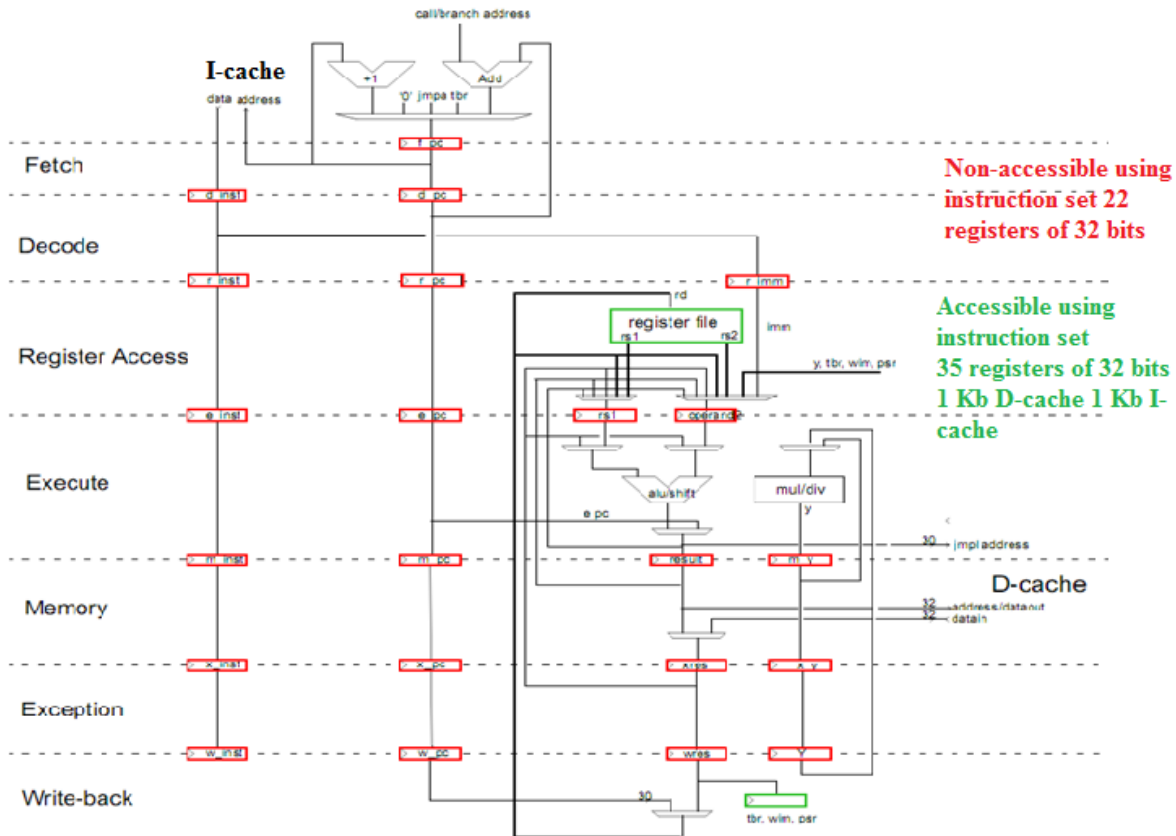 call/branch address
I-cache
+1
Add
data address
'0' jmpa tbr
f_pc
Fetch
Non-accessible using
instruction set 22
registers of 32 bits
d_inst
d_pc
Decode
r_inst
r_pc
r_imm
rd
register file
imm
rs1
rs2
Accessible using
instruction set
35 registers of 32 bits
1 Kb D-cache 1 Kb I-
cache
Register Access
y, tbr, wim, psr
e_inst
e_pc
rs1
operand2
Execute
alu/shift
mul/div
y
e pc
30
jmpl address
m_inst
m_pc
result
m_y
D-cache
Memory
32
address/dataout
32
datain
x_inst
x_pc
xres
x_y
Exception
w_inst
w_pc
wres
Y
Write-back
30
tbr, wim, psr